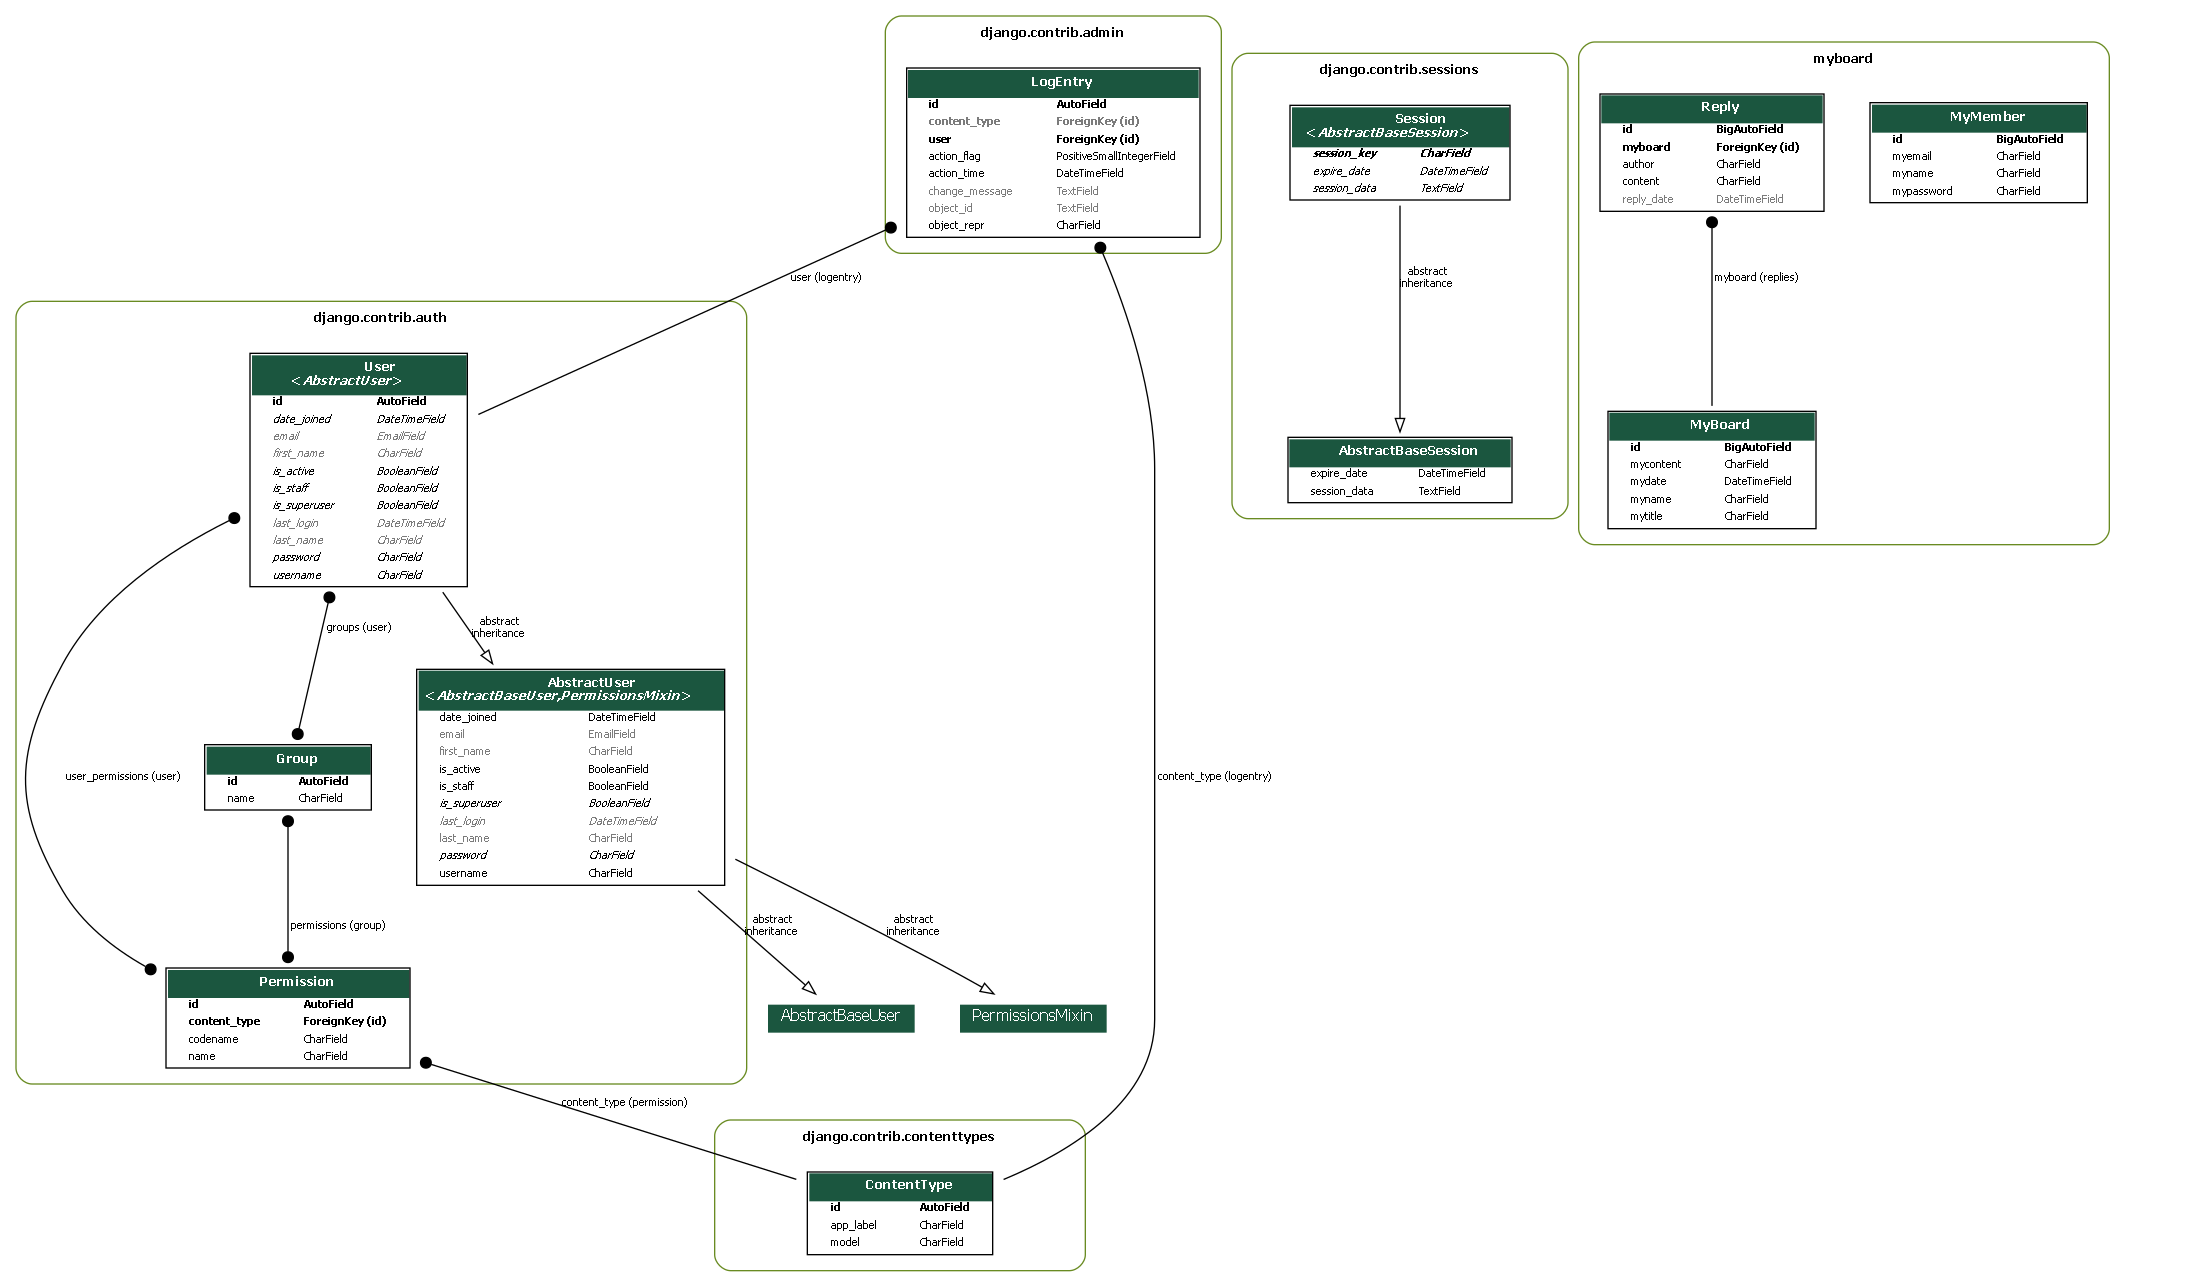 django.contrib.admin
LogEntry
id AutoField
content_type ForeignKey (id)
user ForeignKey (id)
action_flag PositiveSmallIntegerField
action_time DateTimeField
change_message TextField
object_id TextField
object_repr CharField
django.contrib.sessions
Session
<AbstractBaseSession>
session_key CharField
expire_date DateTimeField
session_data TextField
abstract
inheritance
AbstractBaseSession
expire_date DateTimeField
session_data TextField
myboard
Reply
id BigAutoField
myboard ForeignKey (id)
author CharField
content CharField
reply_date DateTimeField
MyMember
id BigAutoField
myemail CharField
myname CharField
mypassword CharField
myboard (replies)
MyBoard
id BigAutoField
mycontent CharField
mydate DateTimeField
myname CharField
mytitle CharField
user (logentry)
django.contrib.auth
User
<AbstractUser>
id AutoField
date_joined DateTimeField
email EmailField
first_name CharField
is_active BooleanField
is_staff BooleanField
is_superuser BooleanField
last_login DateTimeField
last_name CharField
password CharField
username CharField
groups (user)
abstract
inheritance
AbstractUser
<AbstractBaseUser,PermissionsMixin>
date_joined DateTimeField
email EmailField
first_name CharField
is_active BooleanField
is_staff BooleanField
is_superuser BooleanField
last_login DateTimeField
last_name CharField
password CharField
username CharField
Group
id AutoField
name CharField
user_permissions (user)
content_type (logentry)
permissions (group)
abstract
inheritance
abstract
inheritance
Permission
id AutoField
content_type ForeignKey (id)
codename CharField
name CharField
AbstractBaseUser
PermissionsMixin
content_type (permission)
django.contrib.contenttypes
ContentType
id AutoField
app_label CharField
model CharField